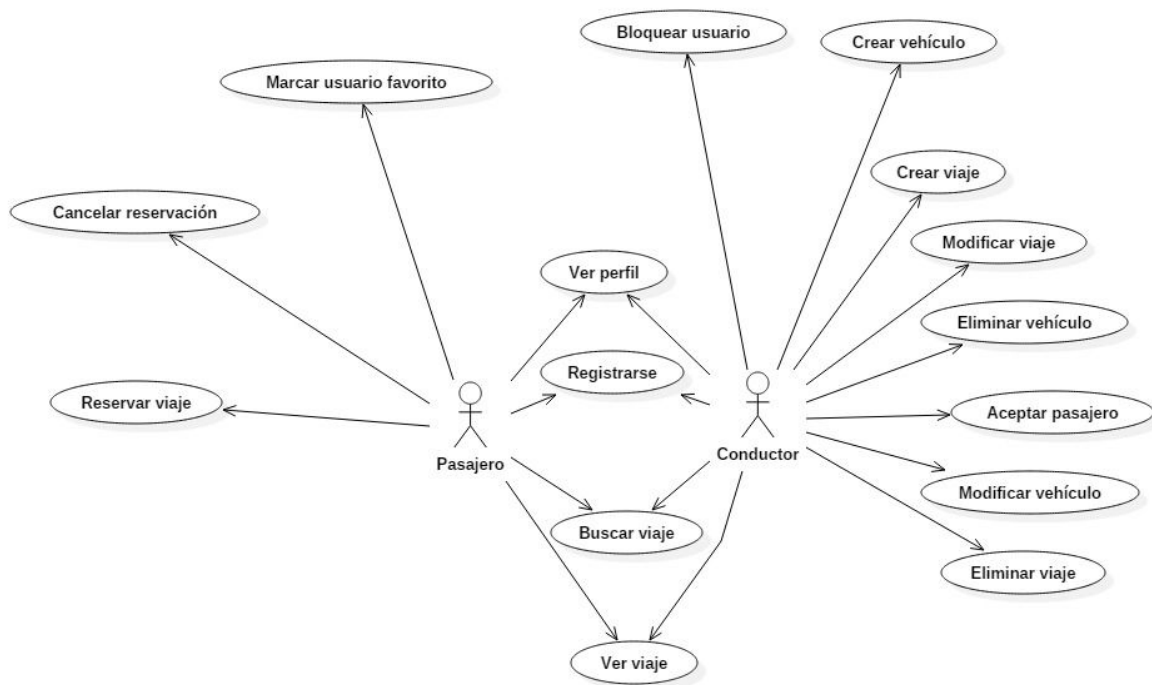 Bloquear usuario
Crear vehículo
Marcar usuario favorito
Crear viaje
Cancelar reservación
Modificar viaje
Ver perfil
Eliminar vehículo
Registrarse
Reservar viaje
Aceptar pasajero
Pasajero
Conductor
Modificar vehículo
Buscar viaje
Eliminar viaje
Ver viaje